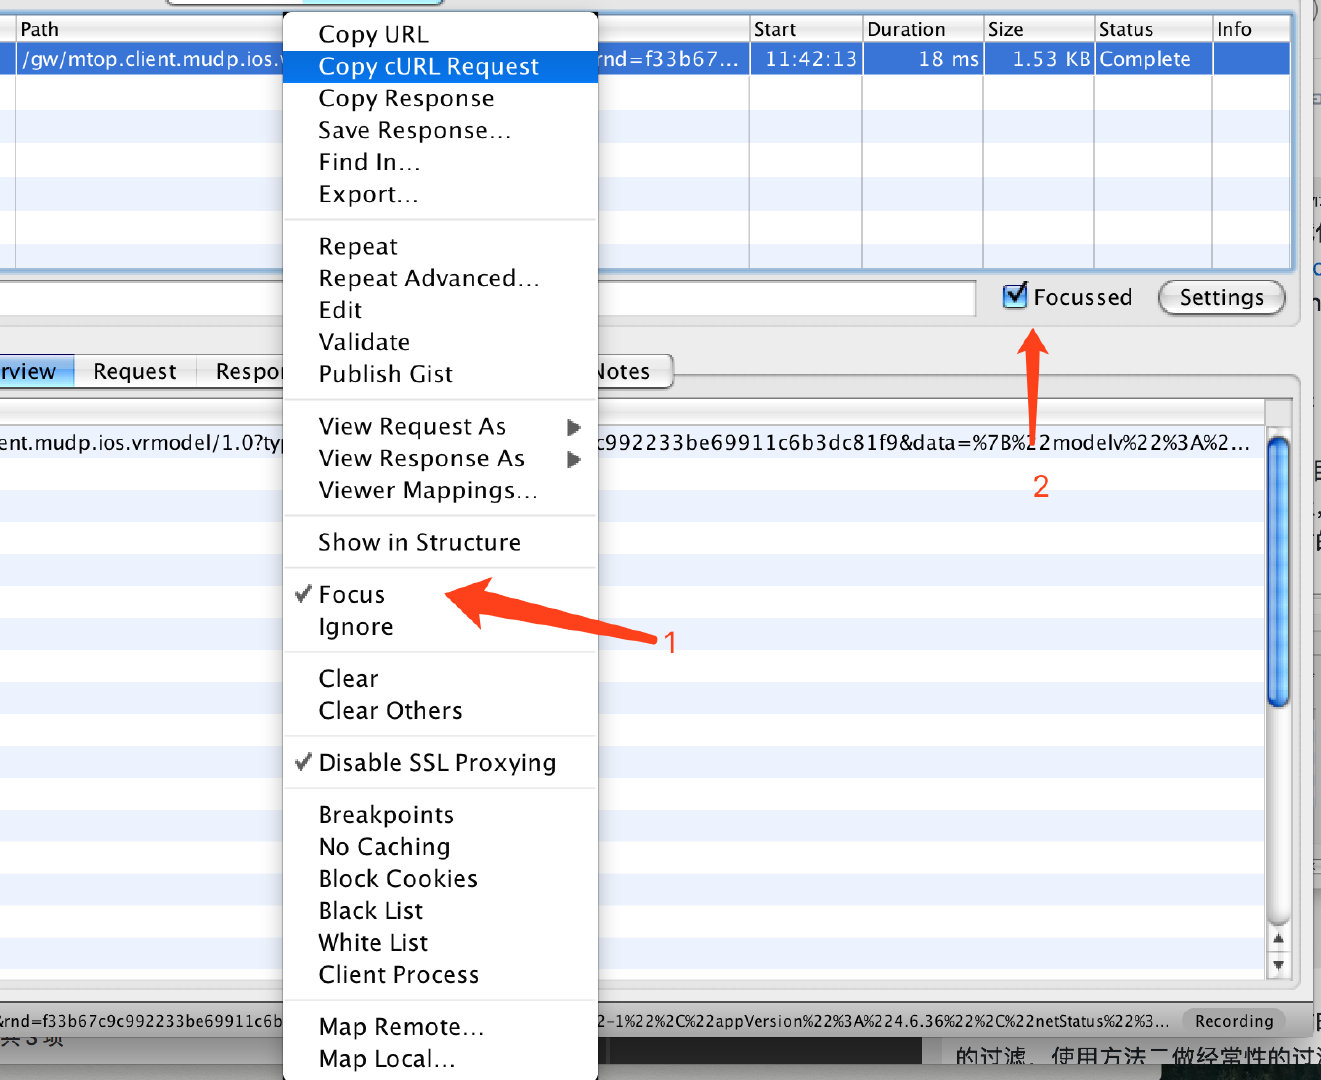 Path Start Duration Size Status Info
/gw/mtop.client.mudp.ios. rnd=f33b67... 11:42:13 18 ms 1.53 KB Complete
Copy URL
Copy cURL Request
Copy Response
Save Response...
Find In...
Export...
Repeat
Repeat Advanced...
Edit
Validate
Publish Gist
Focussed Settings
rview Request Respo Notes
ent.mudp.ios.vrmodel/1.0?ty c992233be69911c6b3dc81f9&data=%7B%22modelv%22%3A%2...
View Request As
View Response As
Viewer Mappings...
2
Show in Structure
Focus
Ignore
1
Clear
Clear Others
Disable SSL Proxying
Breakpoints
No Caching
Block Cookies
Black List
White List
Client Process
Map Remote...
Map Local...
&rnd=f33b67c9c992233be69911c6b 2-1%22%2C%22appVersion%22%3A%224.6.36%22%2C%22netStatus%22%3... Recording
共 3 项
的过滤，使用方法二做经常性的过